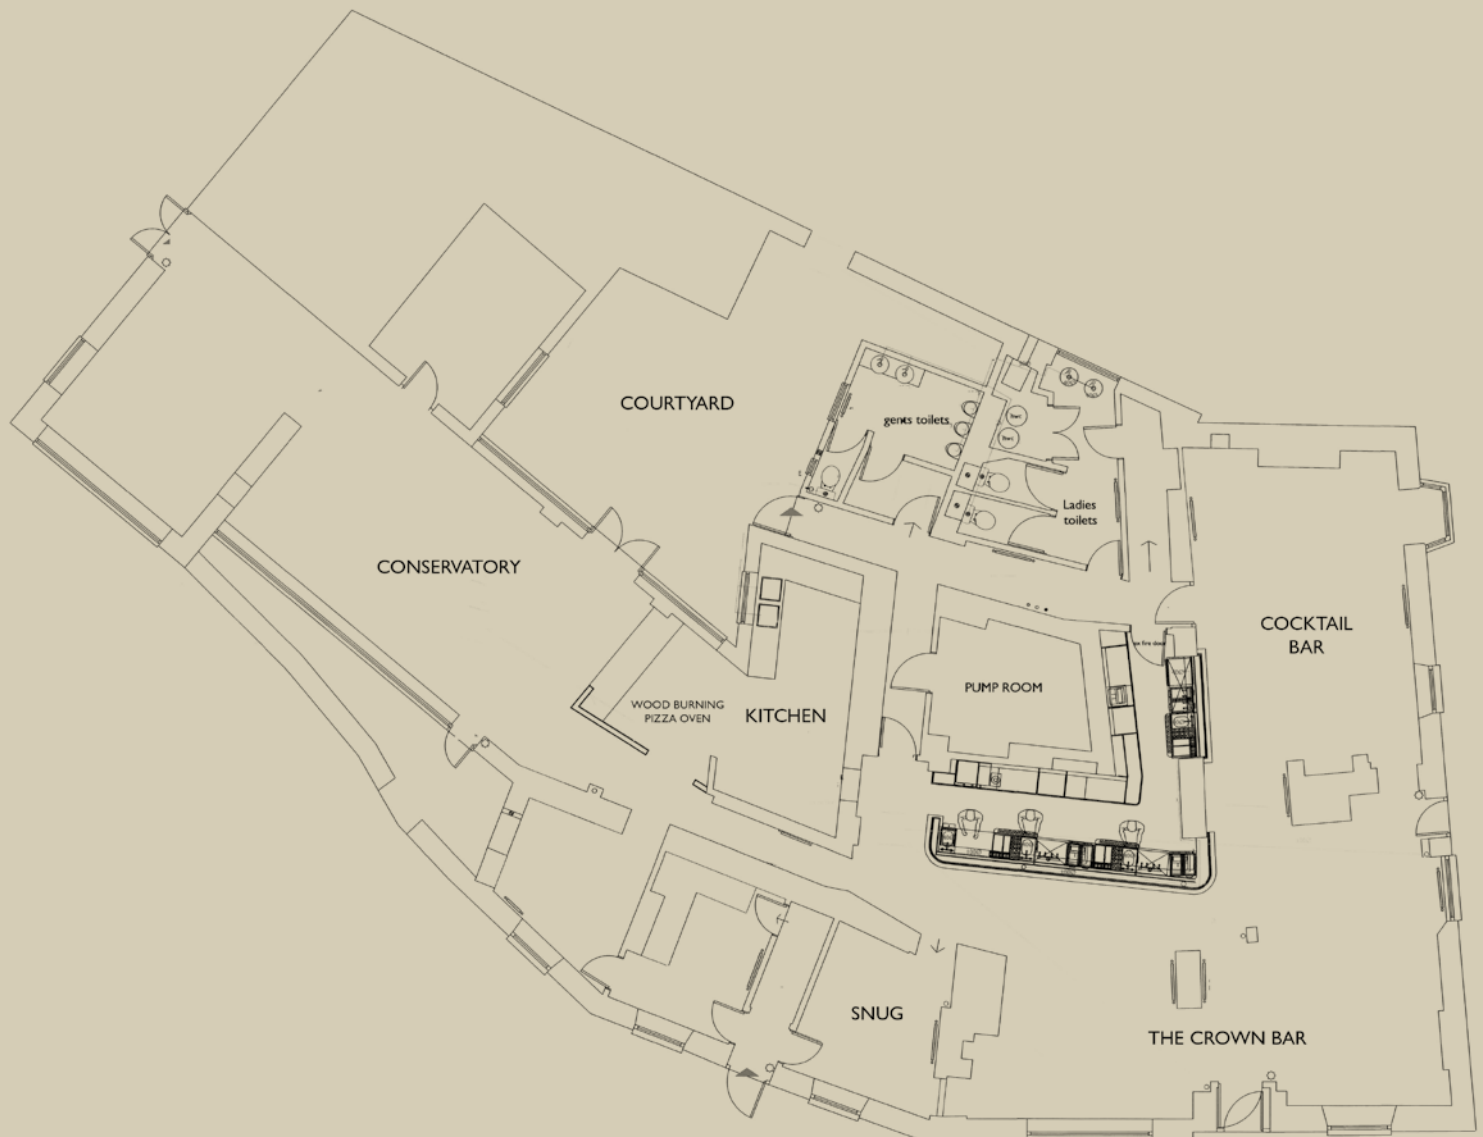 COURTYARD
gents toilets
Ladies
toilets
CONSERVATORY
COCKTAIL
BAR
PUMP ROOM
WOOD BURNING
PIZZA OVEN
KITCHEN
SNUG
THE CROWN BAR